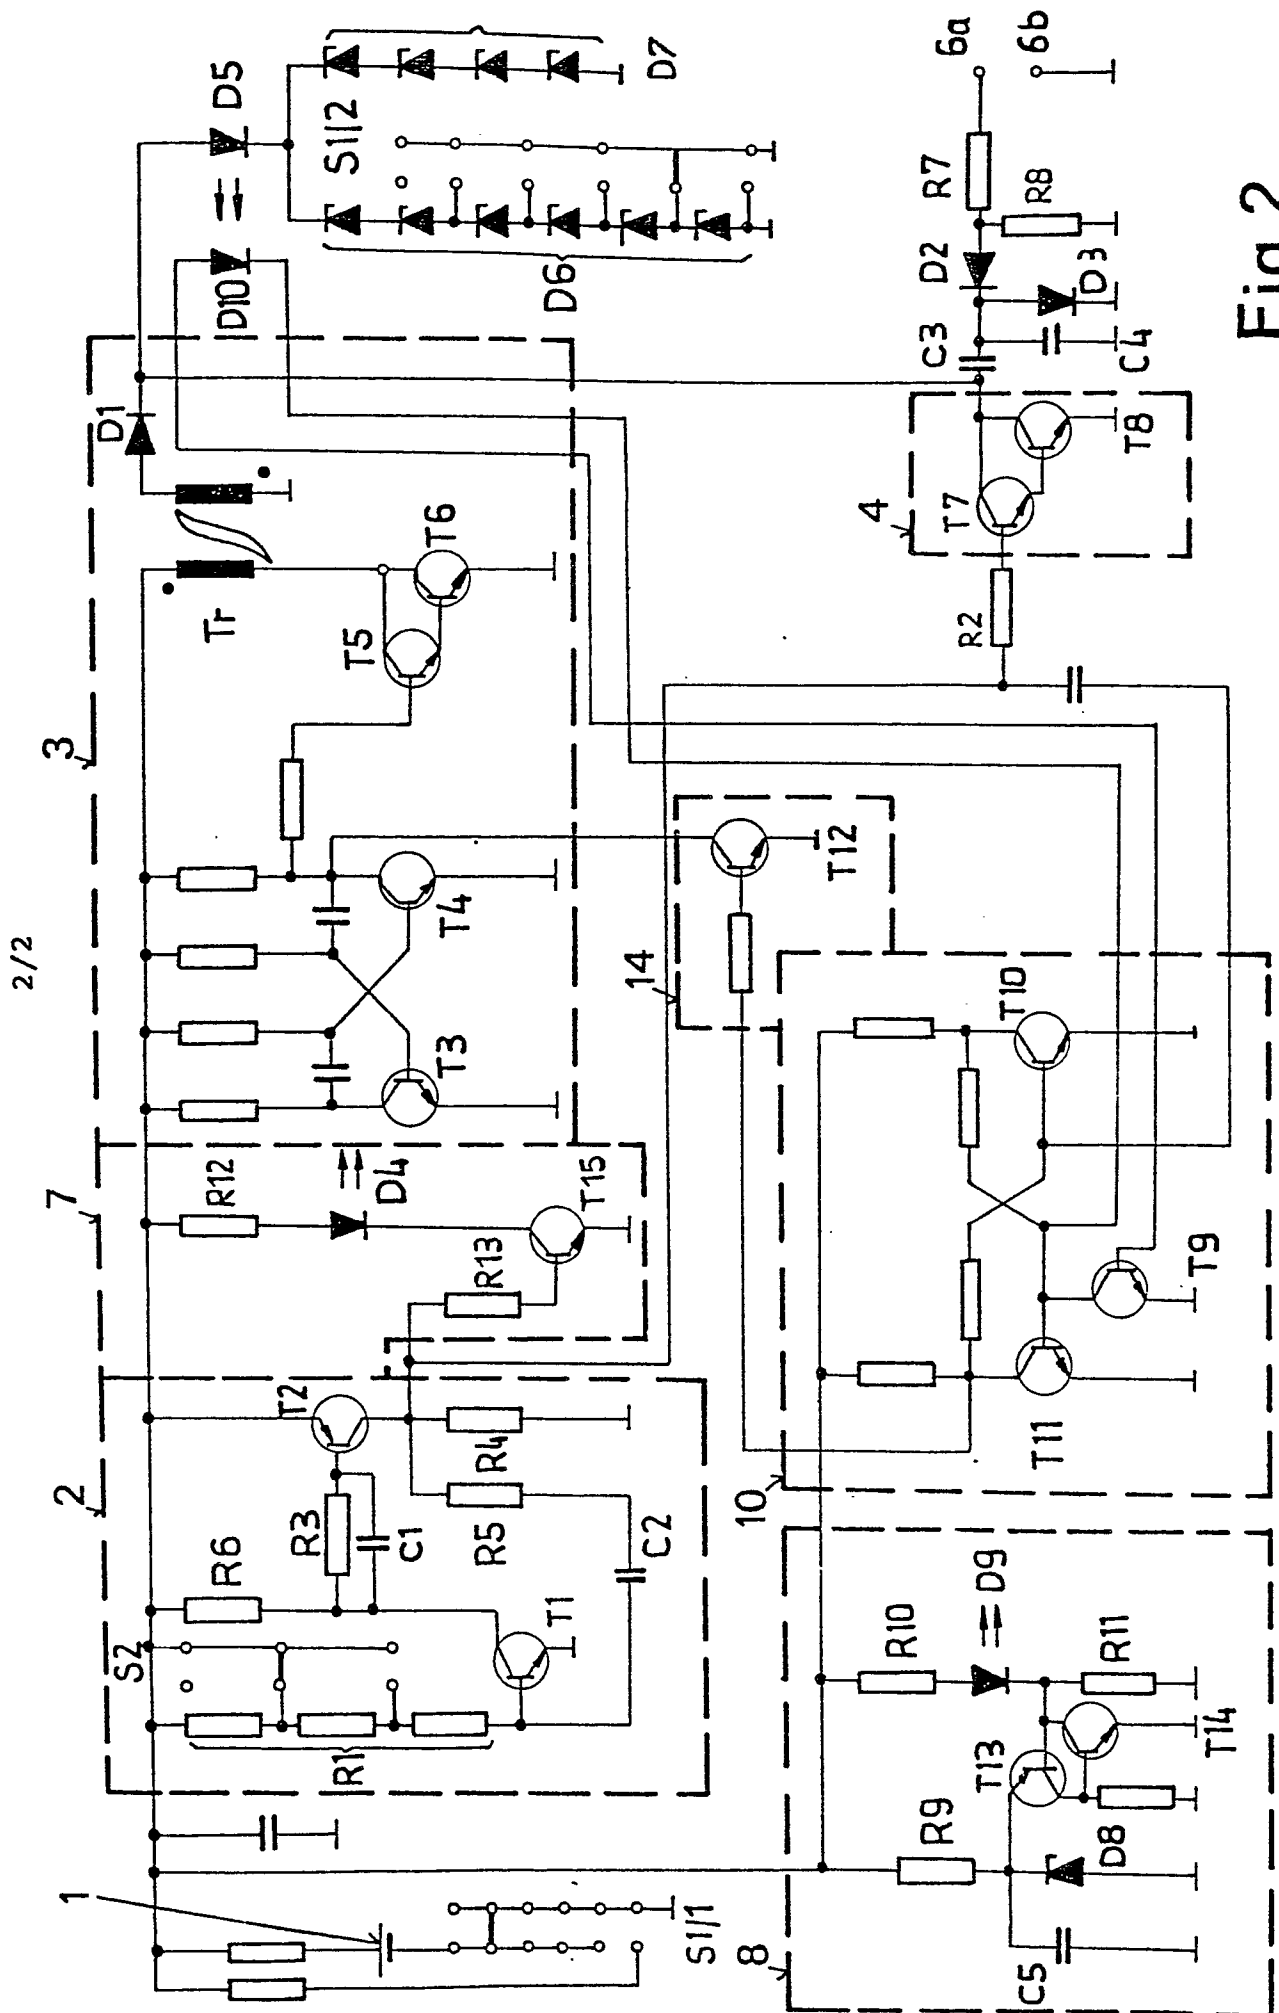 2/2
1
2
7
3
S1/1
S2
R1
R6
R3
C1
R5
R4
C2
T1
T2
R12
D4
R13
T15
T3
T4
T5
T6
Tr
D1
D10
D5
S1/2
D6
D7
8
C5
R9
D8
T13
T14
R10
D9
R11
10
T11
T9
T10
14
T12
R2
4
T7
T8
C3
C4
D2
D3
R7
R8
6a
6b
Fig.2